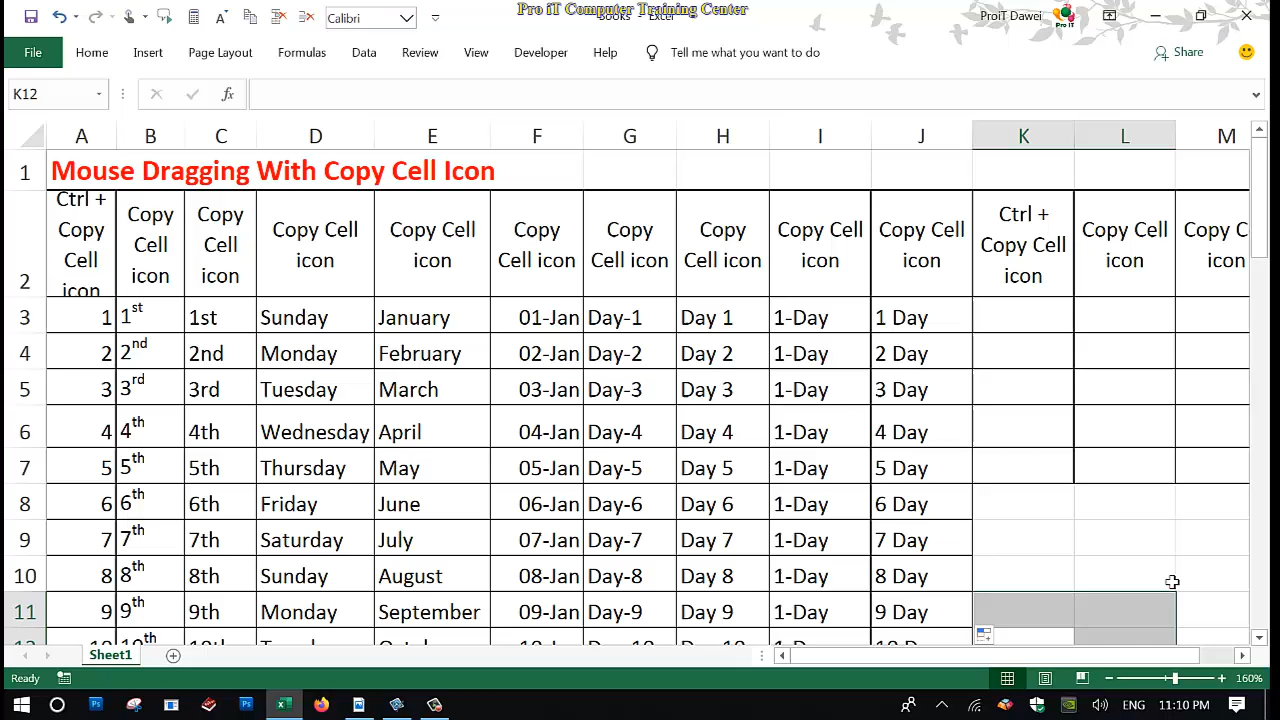 Calibri
Pro iT Computer Training Center
Excel
ProiT Dawei
Pro IT
File Home Insert Page Layout Formulas Data Review View Developer Help Tell me what you want to do Share
K12 fx
A B C D E F G H I J K L M
1 Mouse Dragging With Copy Cell Icon
2 Ctrl + Copy Cell icon Copy Cell icon Copy Cell icon Copy Cell icon Copy Cell icon Copy Cell icon Copy Cell icon Copy Cell icon Copy Cell icon Copy Cell icon Ctrl + Copy Cell icon Copy Cell icon Copy C icon
3 1 1st 1st Sunday January 01-Jan Day-1 Day 1 1-Day 1 Day
4 2 2nd 2nd Monday February 02-Jan Day-2 Day 2 1-Day 2 Day
5 3 3rd 3rd Tuesday March 03-Jan Day-3 Day 3 1-Day 3 Day
6 4 4th 4th Wednesday April 04-Jan Day-4 Day 4 1-Day 4 Day
7 5 5th 5th Thursday May 05-Jan Day-5 Day 5 1-Day 5 Day
8 6 6th 6th Friday June 06-Jan Day-6 Day 6 1-Day 6 Day
9 7 7th 7th Saturday July 07-Jan Day-7 Day 7 1-Day 7 Day
10 8 8th 8th Sunday August 08-Jan Day-8 Day 8 1-Day 8 Day
11 9 9th 9th Monday September 09-Jan Day-9 Day 9 1-Day 9 Day
Sheet1
Ready 160%
ENG 11:10 PM